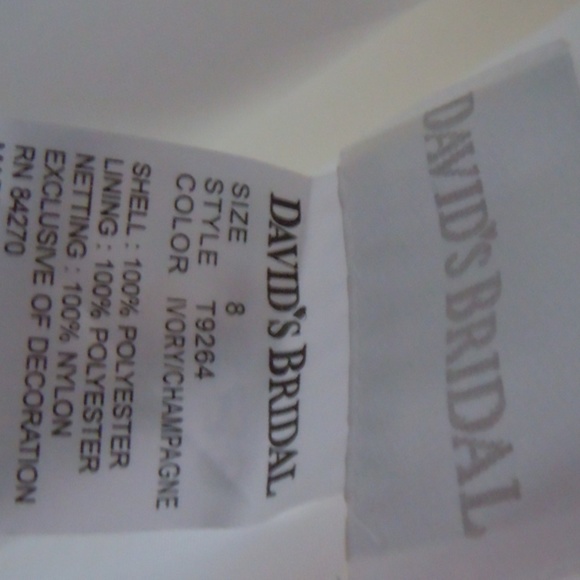 DAVID'S BRIDAL
DAVID'S BRIDAL
SIZE 8
STYLE T9264
COLOR IVORY/CHAMPAGNE
SHELL : 100% POLYESTER
LINING : 100% POLYESTER
NETTING : 100% NYLON
EXCLUSIVE OF DECORATION
RN 84270